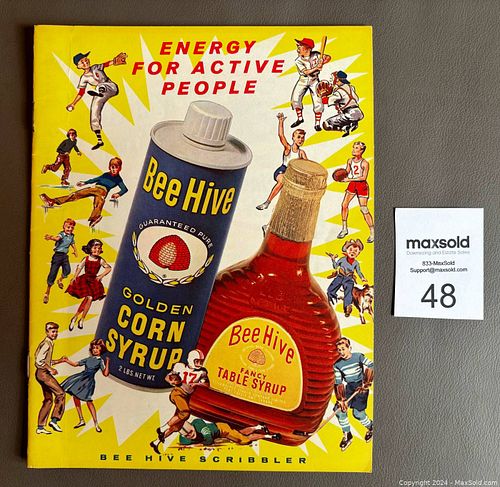 ENERGY
FOR ACTIVE
PEOPLE
Bee Hive
GUARANTEED PURE
GOLDEN
CORN
SYRUP
2 LBS. NET WT.
Bee Hive
FANCY
TABLE SYRUP
17
2
BEE HIVE SCRIBBLER
maxsold
Downsizing and Estate Sales
833-MaxSold
Support@maxsold.com
48
Copyright 2024 - MaxSold.com